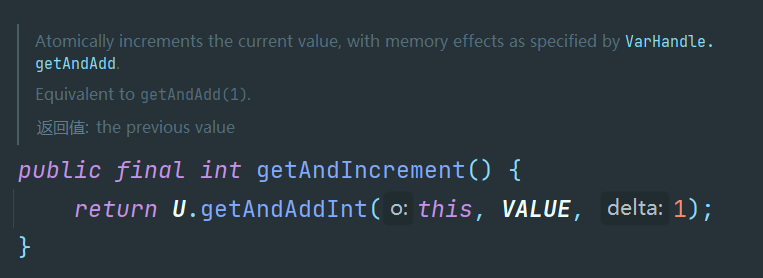 Atomically increments the current value, with memory effects as specified by VarHandle.
getAndAdd.
Equivalent to getAndAdd(1).
返回值: the previous value
public final int getAndIncrement() {
return U.getAndAddInt( o: this, VALUE, delta: 1);
}